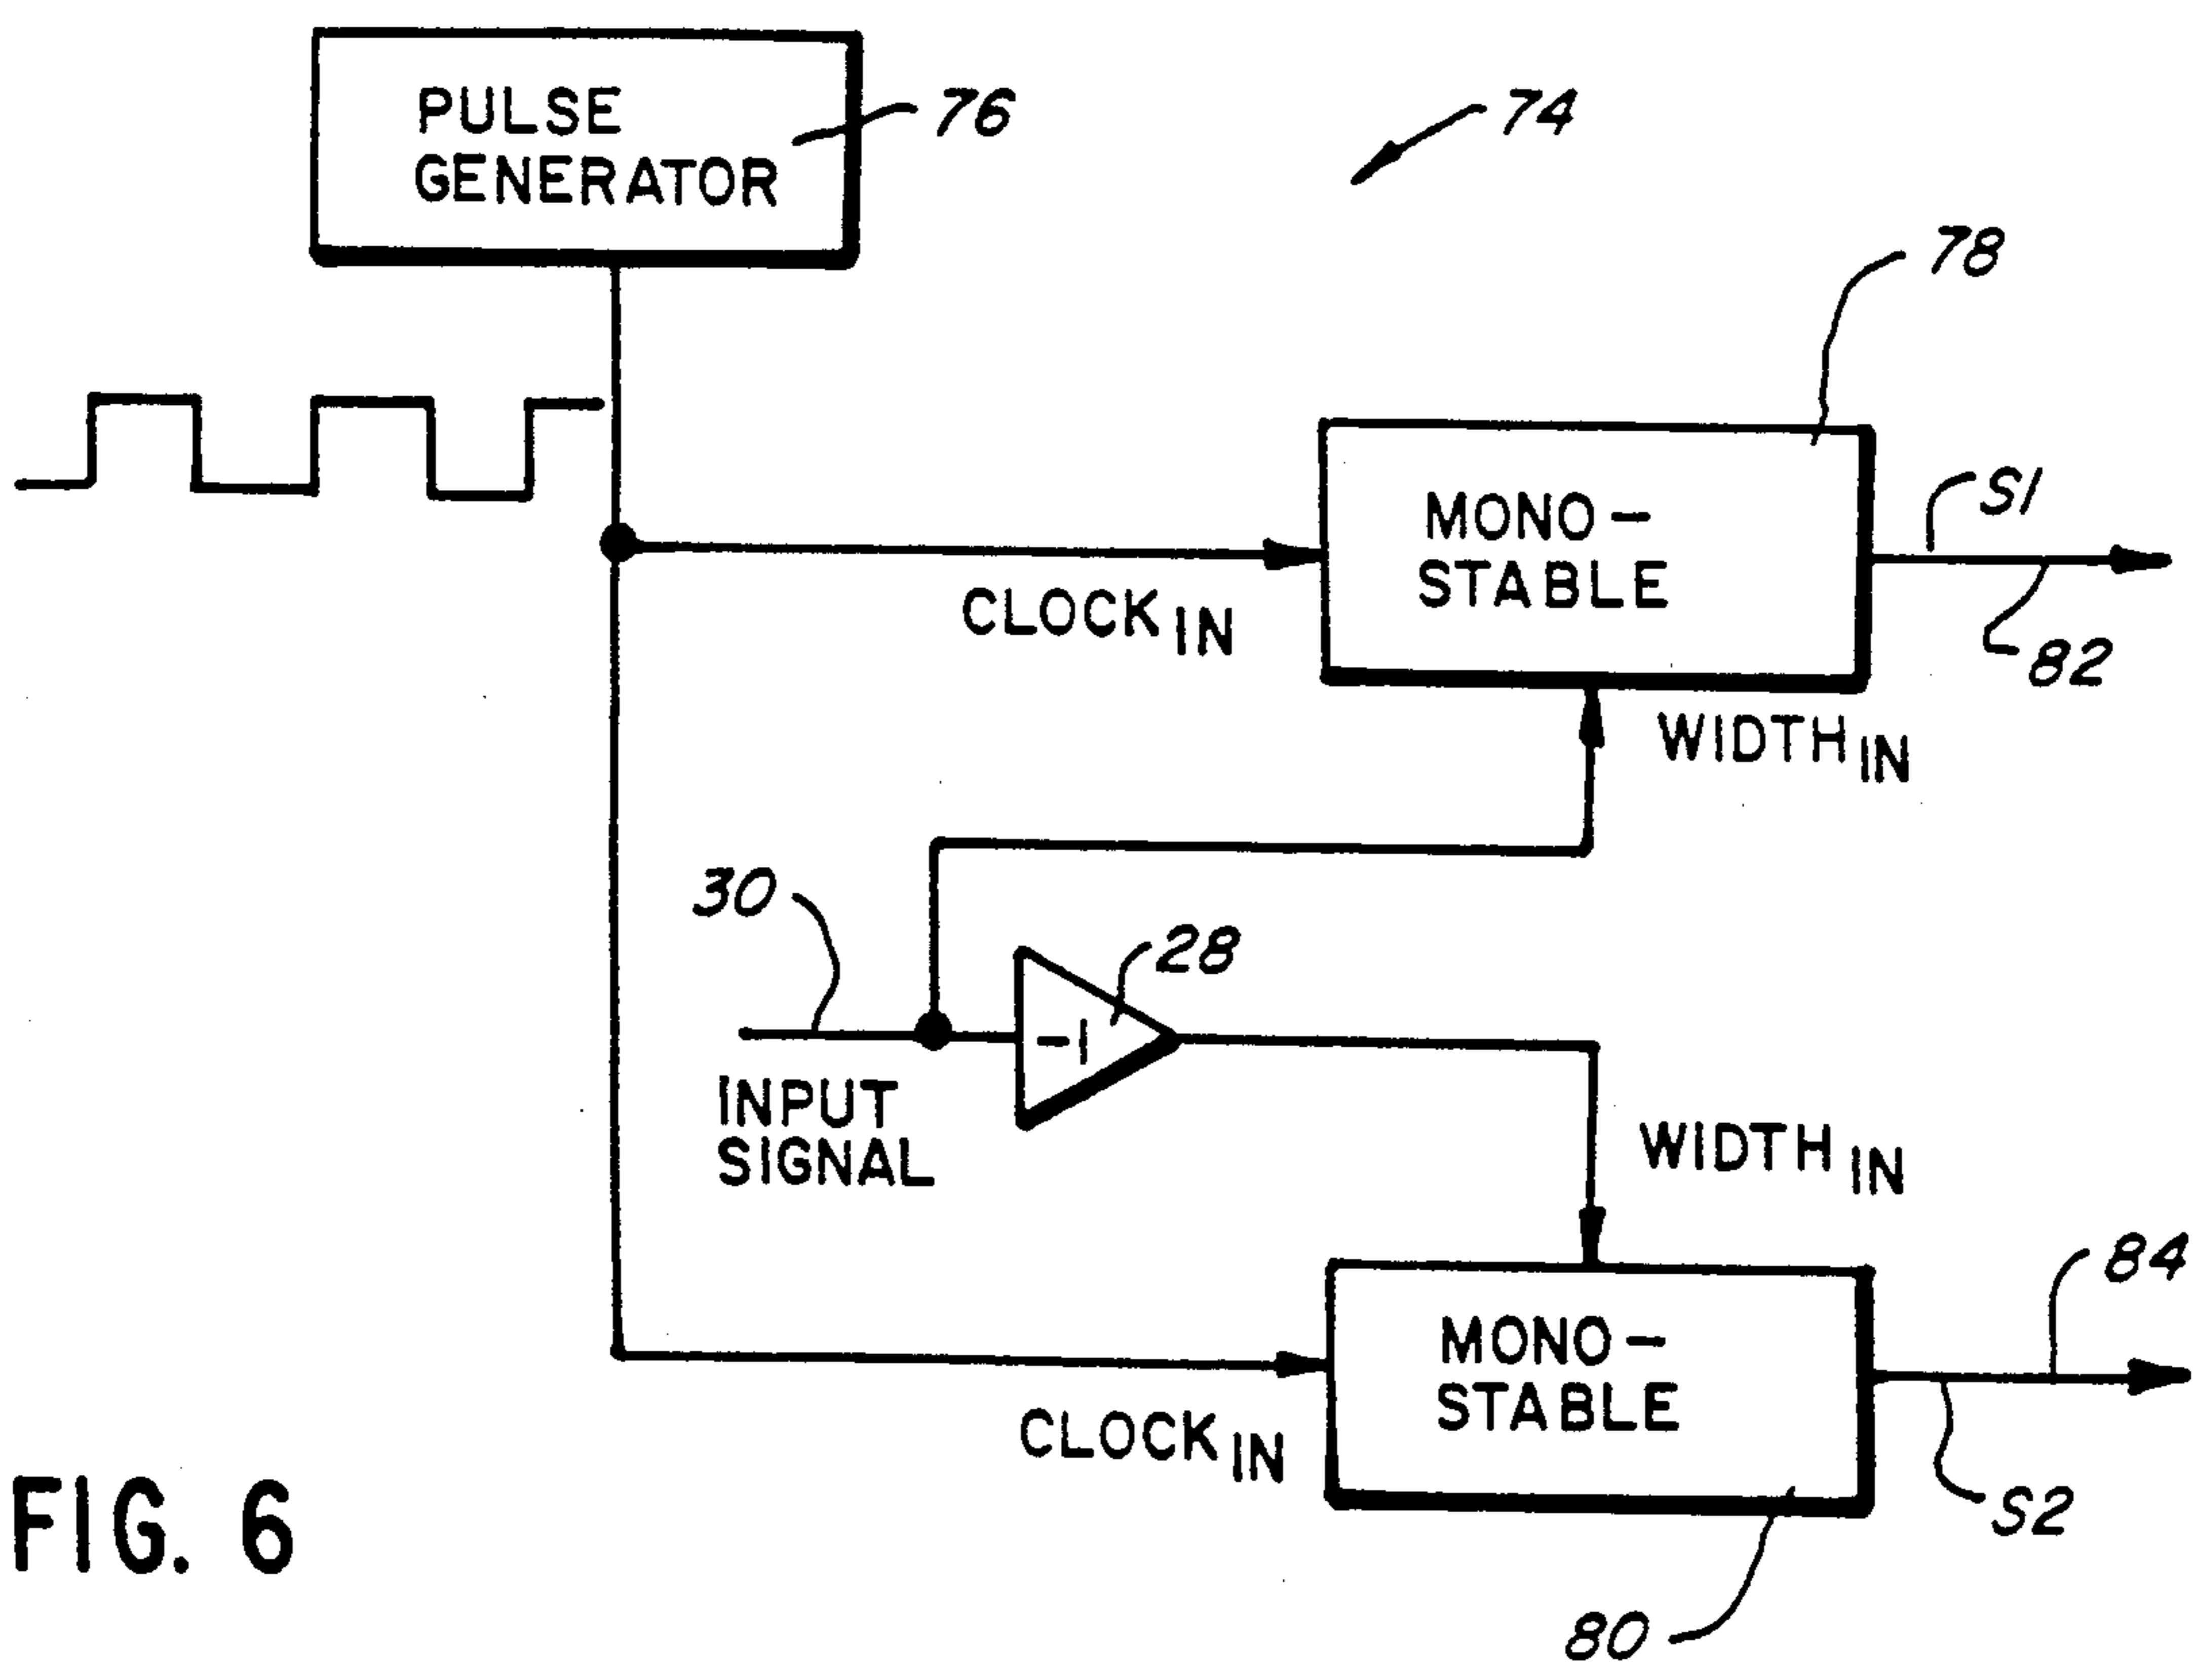 PULSE
GENERATOR
76
74
78
MONO-
STABLE
S1
82
CLOCK IN
WIDTH IN
30
28
-1
INPUT
SIGNAL
WIDTH IN
84
MONO-
STABLE
CLOCK IN
S2
80
FIG. 6